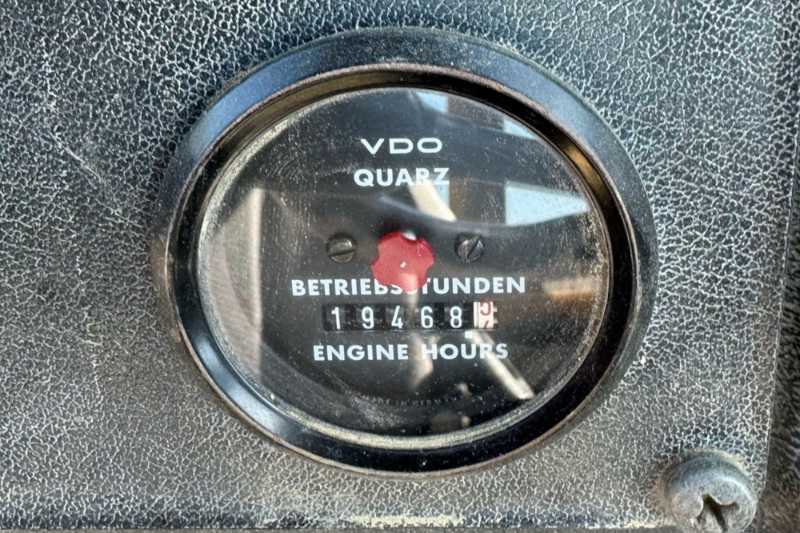 VDO
QUARZ
BETRIEBSSTUNDEN
19468
ENGINE HOURS